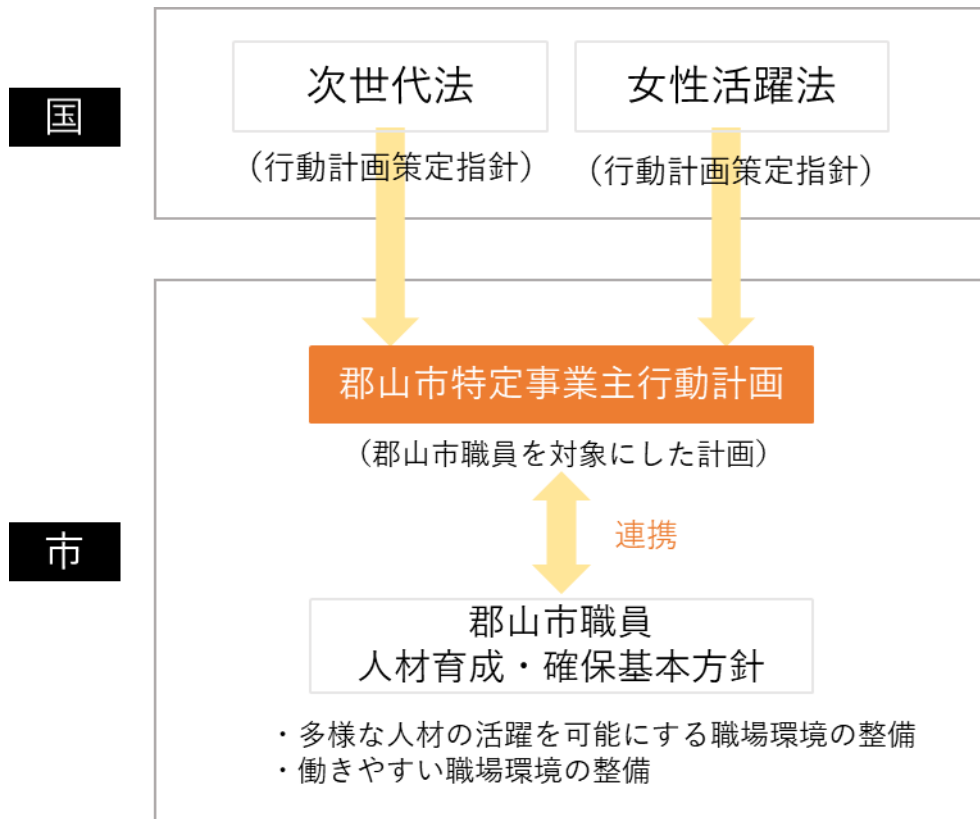 国
次世代法
女性活躍法
（行動計画策定指針）
（行動計画策定指針）
市
郡山市特定事業主行動計画
（郡山市職員を対象にした計画）
連携
郡山市職員
人材育成・確保基本方針
・多様な人材の活躍を可能にする職場環境の整備
・働きやすい職場環境の整備